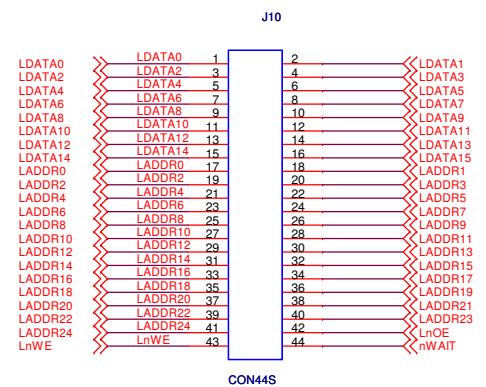 J10
LDATA0 LDATA0 1 2 LDATA1
LDATA2 LDATA2 3 4 LDATA3
LDATA4 LDATA4 5 6 LDATA5
LDATA6 LDATA6 7 8 LDATA7
LDATA8 LDATA8 9 10 LDATA9
LDATA10 LDATA10 11 12 LDATA11
LDATA12 LDATA12 13 14 LDATA13
LDATA14 LDATA14 15 16 LDATA15
LADDR0 LADDR0 17 18 LADDR1
LADDR2 LADDR2 19 20 LADDR3
LADDR4 LADDR4 21 22 LADDR5
LADDR6 LADDR6 23 24 LADDR7
LADDR8 LADDR8 25 26 LADDR9
LADDR10 LADDR10 27 28 LADDR11
LADDR12 LADDR12 29 30 LADDR13
LADDR14 LADDR14 31 32 LADDR15
LADDR16 LADDR16 33 34 LADDR17
LADDR18 LADDR18 35 36 LADDR19
LADDR20 LADDR20 37 38 LADDR21
LADDR22 LADDR22 39 40 LADDR23
LADDR24 LADDR24 41 42 LnOE
LnWE LnWE 43 44 nWAIT
CON44S